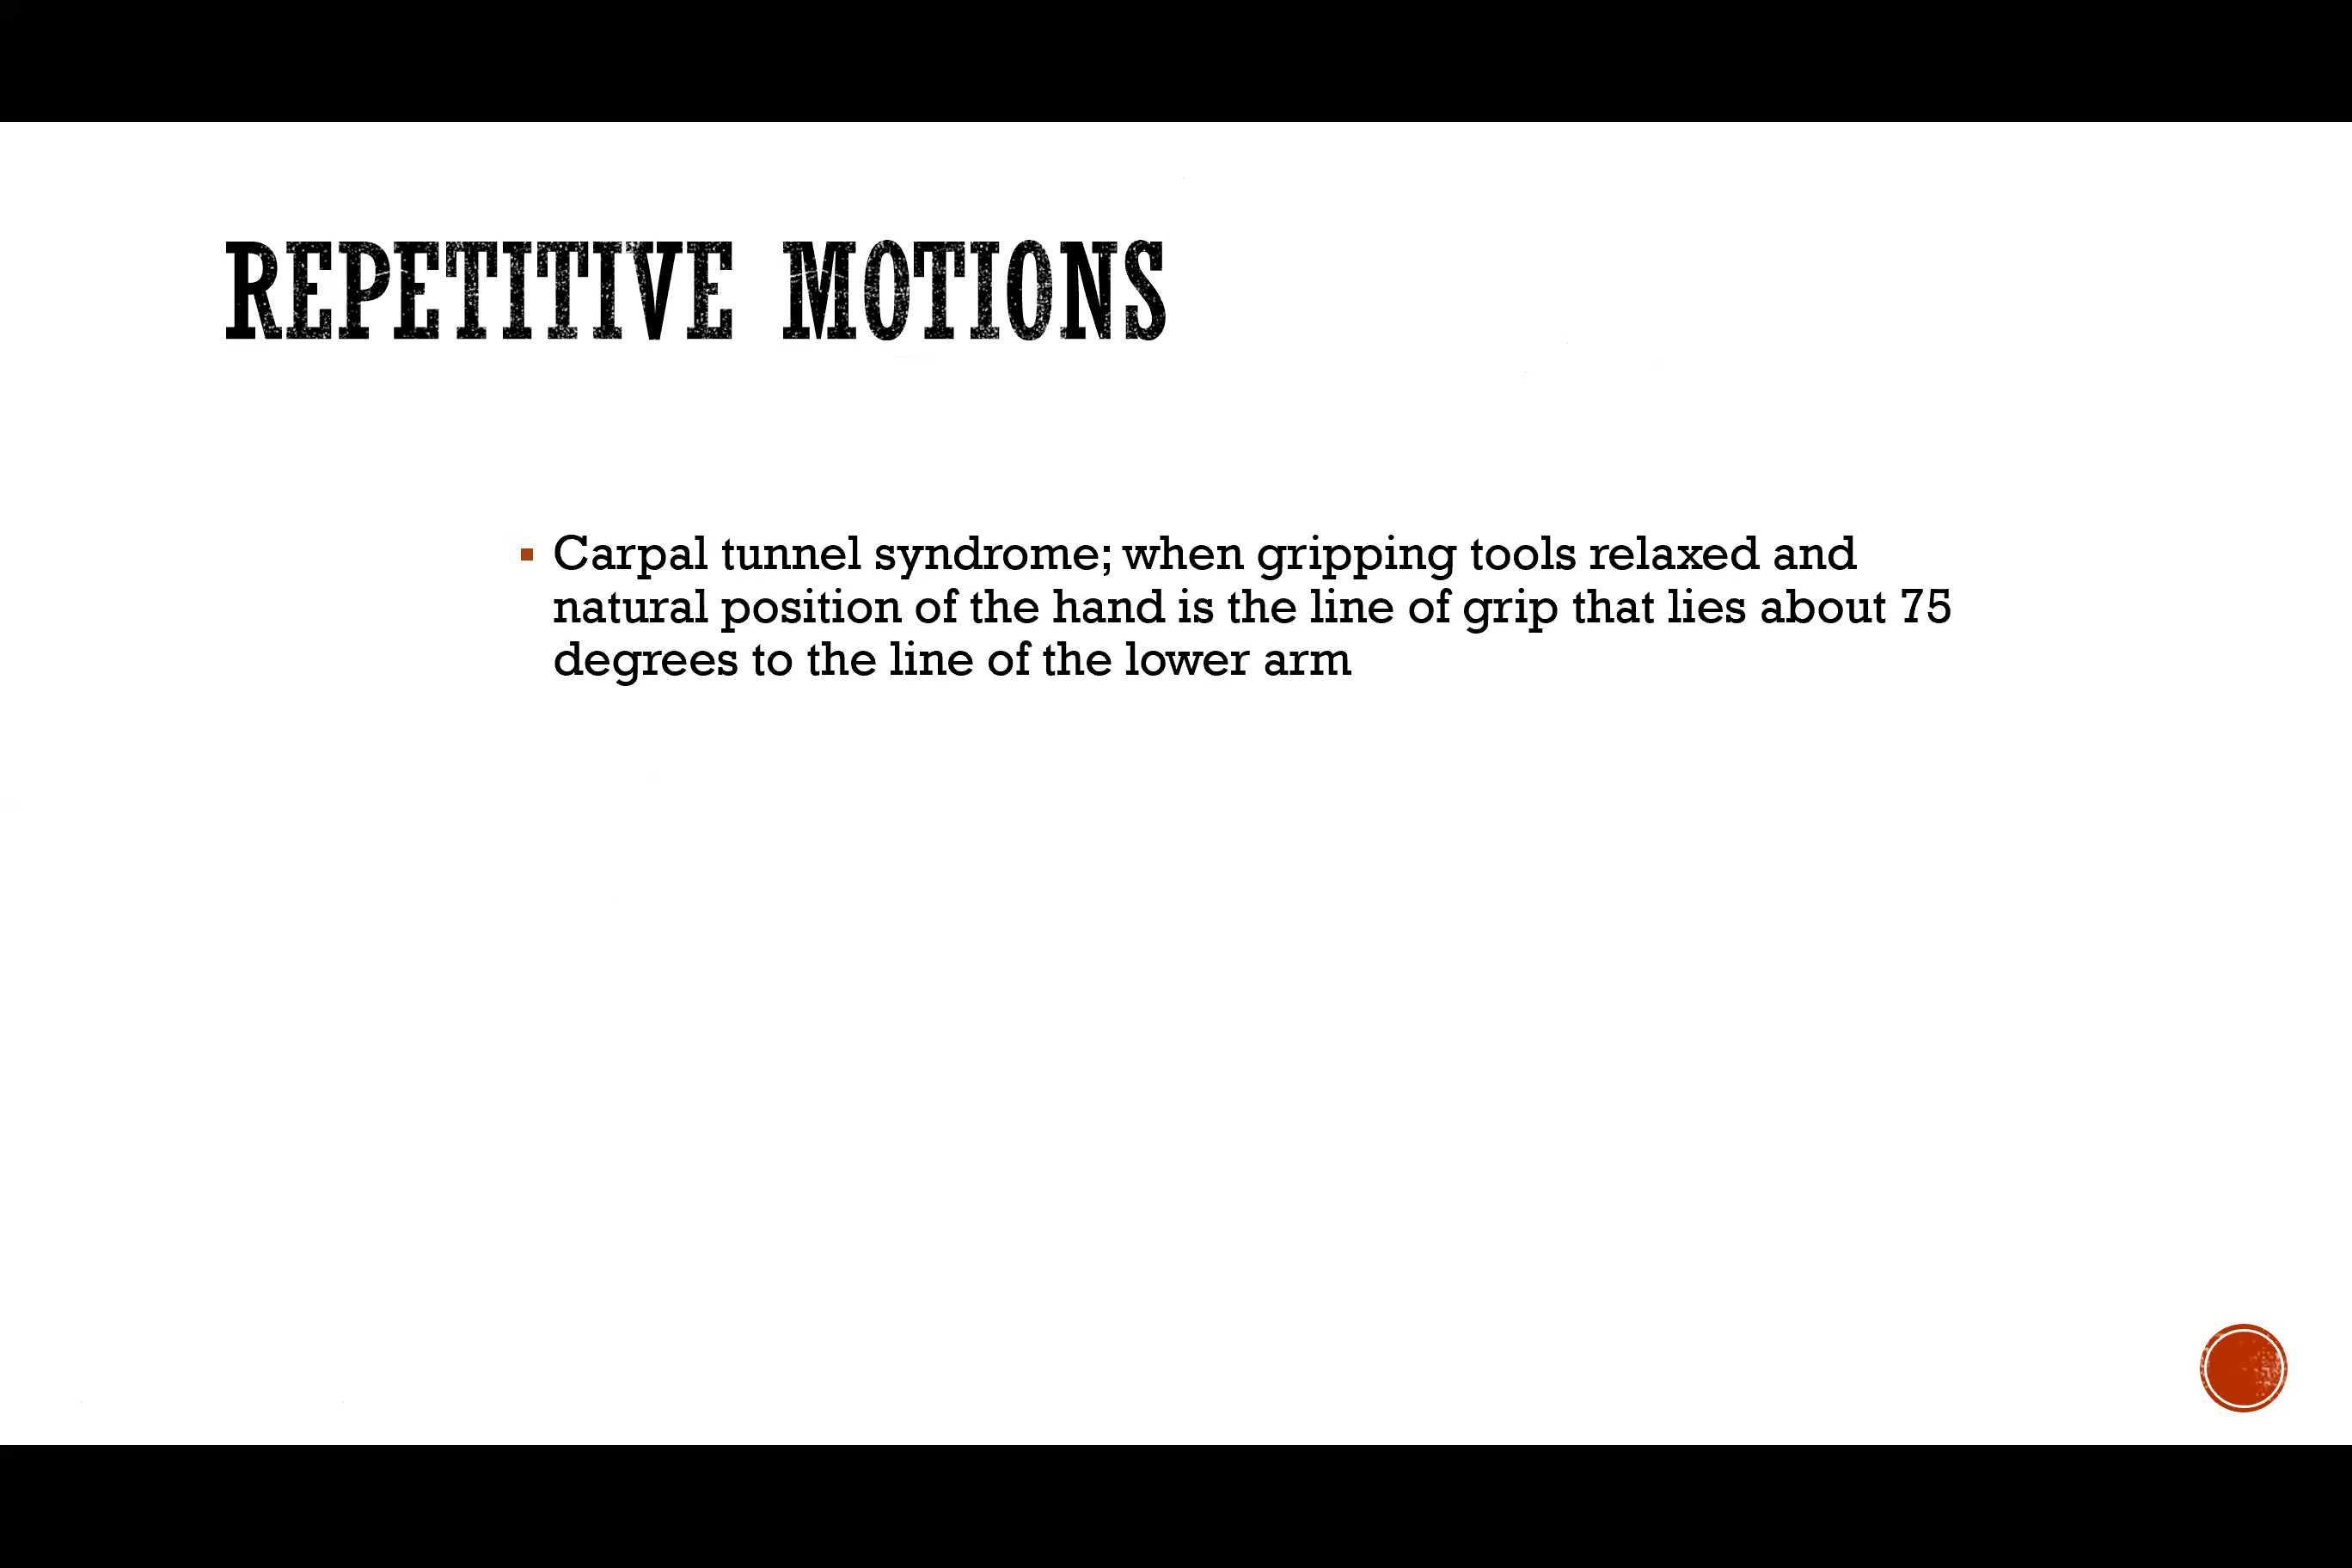 REPETITIVE MOTIONS
▪ Carpal tunnel syndrome; when gripping tools relaxed and
natural position of the hand is the line of grip that lies about 75
degrees to the line of the lower arm